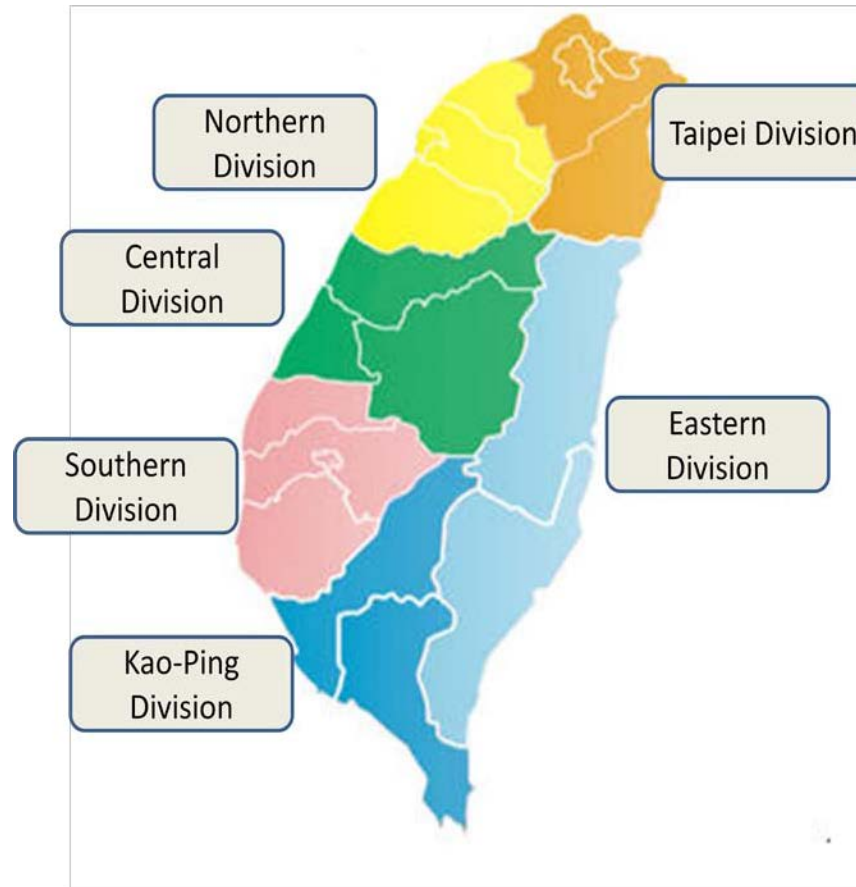 Northern
Division
Taipei Division
Central
Division
Eastern
Division
Southern
Division
Kao-Ping
Division